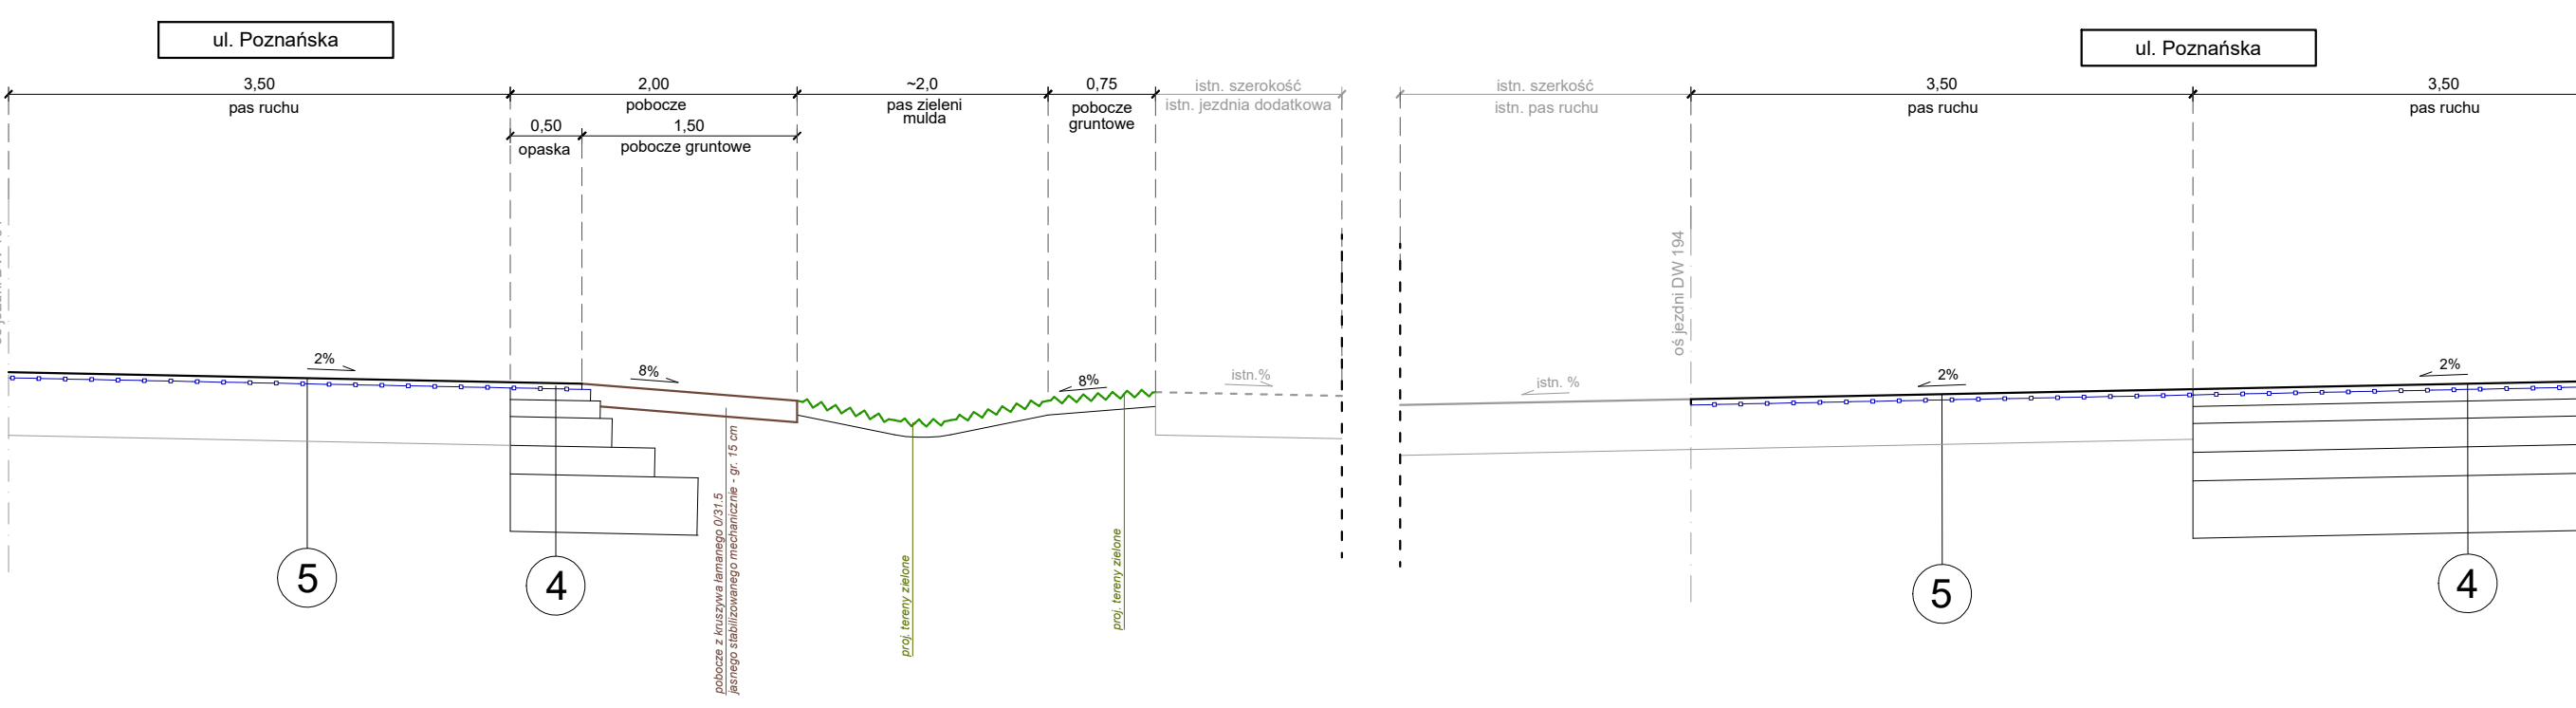 ul. Poznańska
3,50
pas ruchu
2,00
pobocze
0,50
opaska
1,50
pobocze gruntowe
~2,0
pas zieleni
mulda
0,75
pobocze
gruntowe
istn. szerokość
istn. jezdnia dodatkowa
2%
8%
8%
istn.%
5
4
pobocze z kruszywa łamanego 0/31.5
jasnego stabilizowanego mechanicznie - gr. 15 cm
proj. tereny zielone
proj. tereny zielone
ul. Poznańska
istn. szerkość
istn. pas ruchu
3,50
pas ruchu
3,50
pas ruchu
oś jezdni DW 194
istn. %
2%
2%
5
4